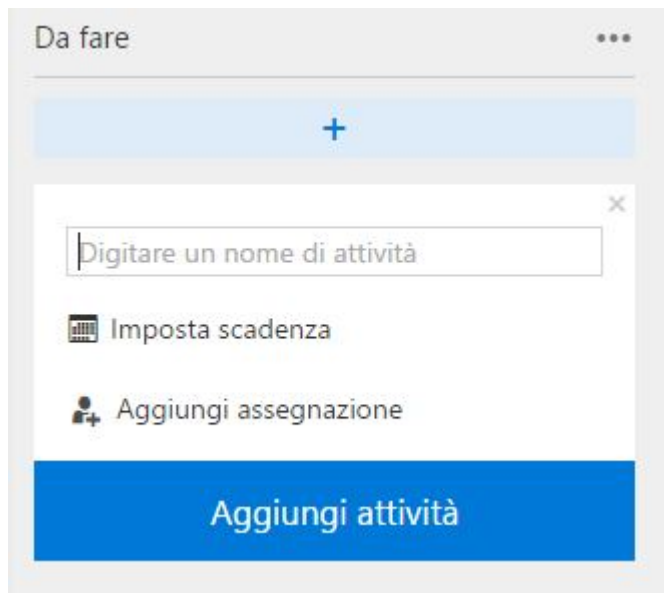 Da fare
Digitare un nome di attività
Imposta scadenza
Aggiungi assegnazione
Aggiungi attività